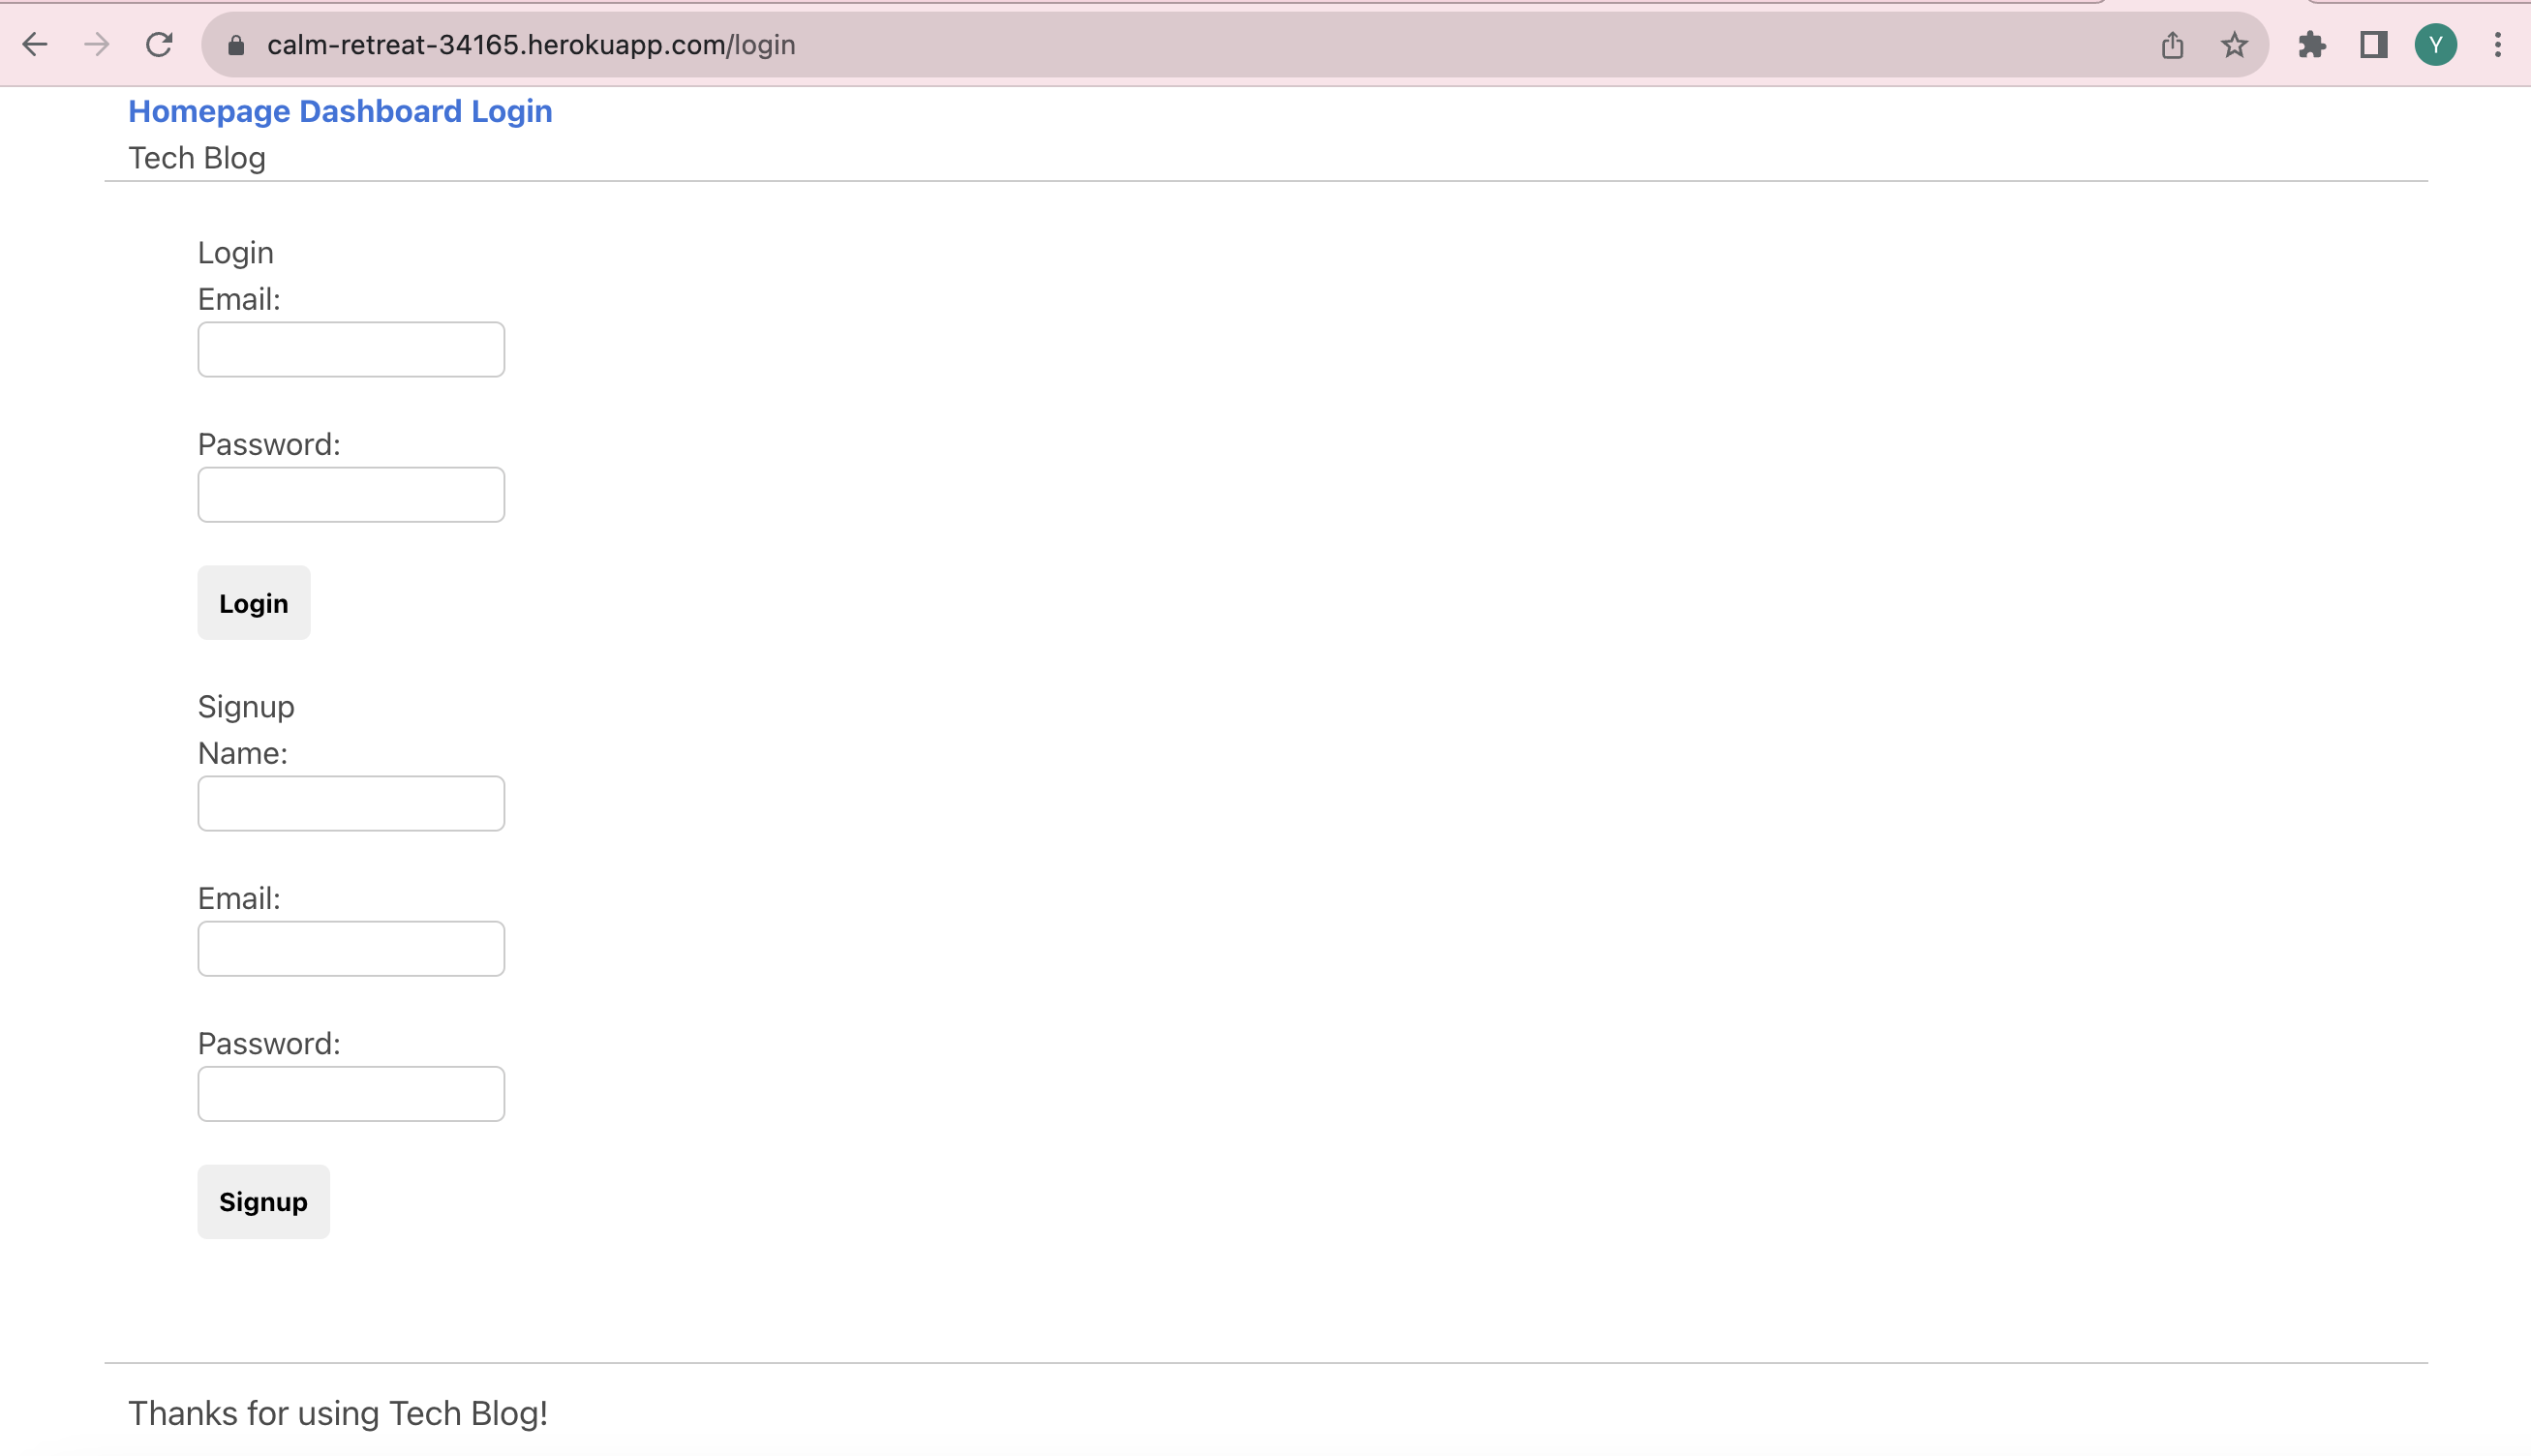 calm-retreat-34165.herokuapp.com/login
Y
Homepage Dashboard Login
Tech Blog
Login
Email:
Password:
Login
Signup
Name:
Email:
Password:
Signup
Thanks for using Tech Blog!